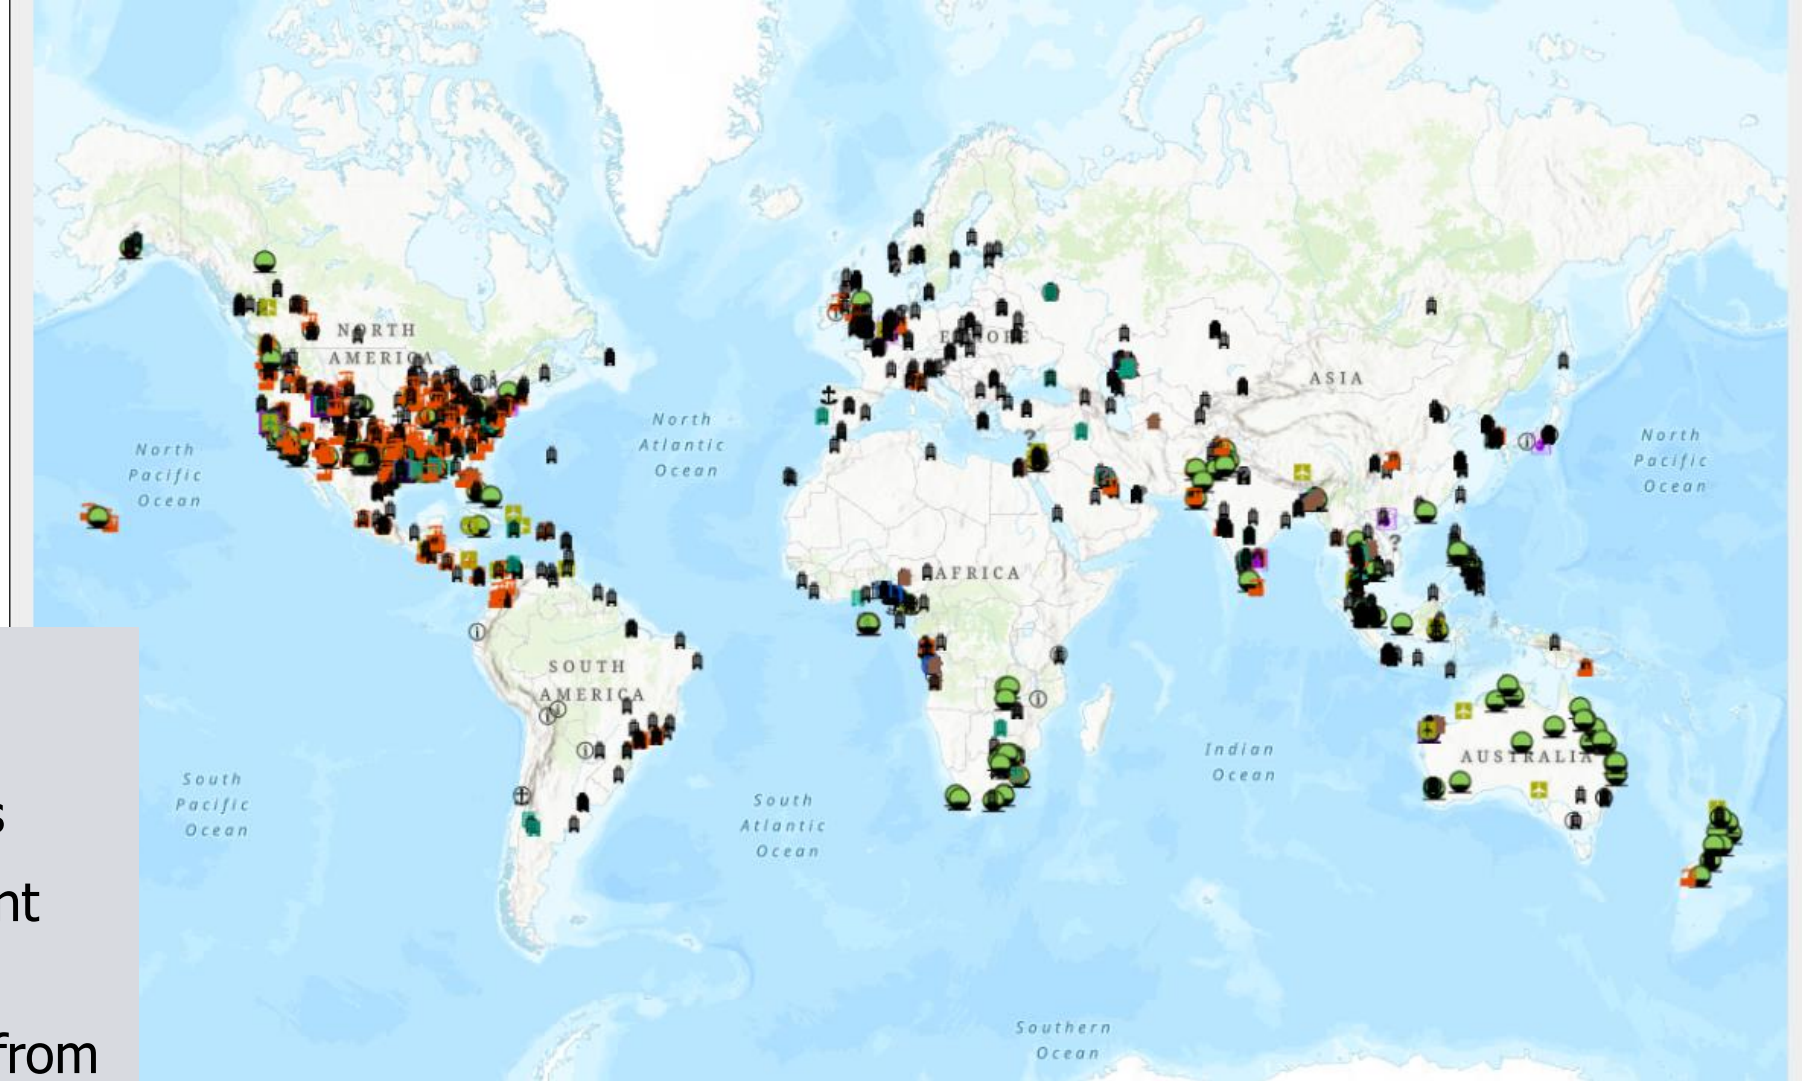 NORTH
AMERICA
EUROPE
ASIA
North
Atlantic
Ocean
North
Pacific
Ocean
North
Pacific
Ocean
AFRICA
SOUTH
AMERICA
Indian
Ocean
AUSTRALIA
South
Pacific
Ocean
South
Atlantic
Ocean
s
nt
from
Southern
Ocean